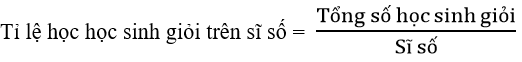 Tỉ lệ học học sinh giỏi trên sĩ số = Tổng số học sinh giỏi / Sĩ số